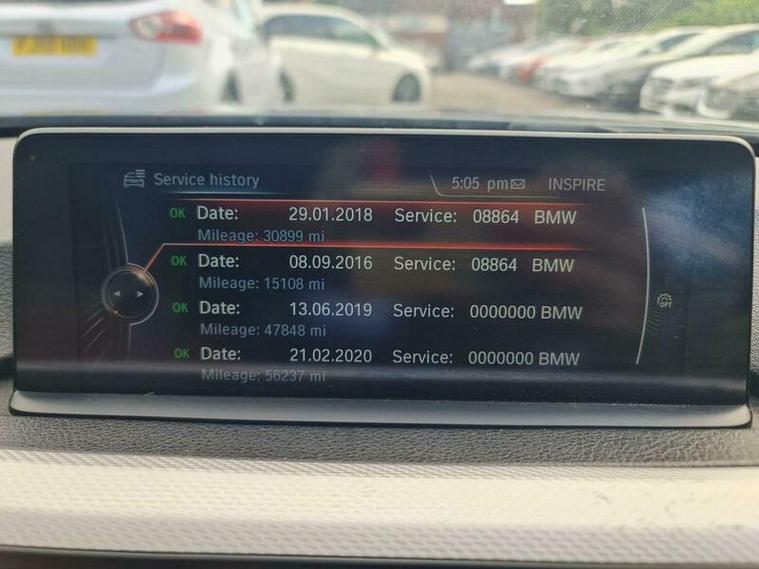 Service history 5:05 pm INSPIRE
OK Date: 29.01.2018 Service: 08864 BMW
Mileage: 30899 mi
OK Date: 08.09.2016 Service: 08864 BMW
Mileage: 15108 mi
OK Date: 13.06.2019 Service: 0000000 BMW
Mileage: 47848 mi
OPT
OK Date: 21.02.2020 Service: 0000000 BMW
Mileage: 56237 mi